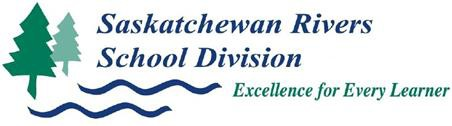 Saskatchewan Rivers
School Division
Excellence for Every Learner